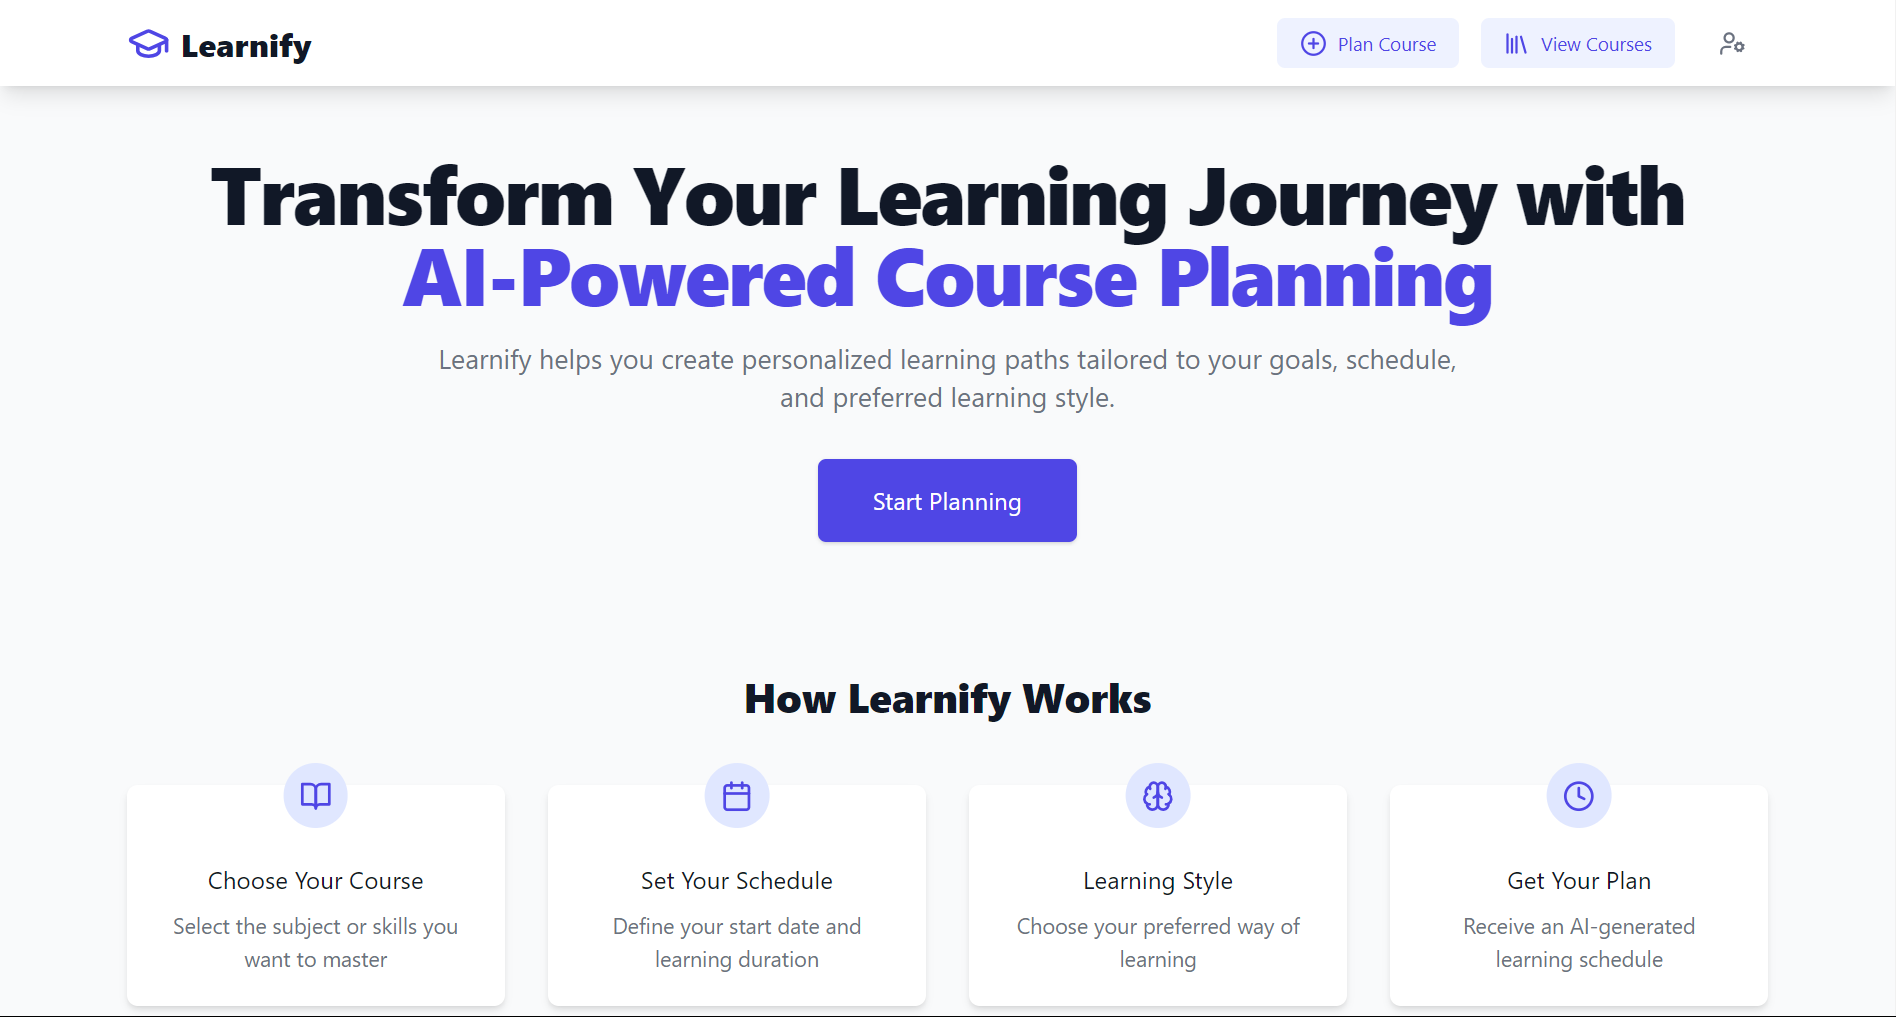 Learnify
Plan Course
View Courses
Transform Your Learning Journey with
AI-Powered Course Planning
Learnify helps you create personalized learning paths tailored to your goals, schedule,
and preferred learning style.
Start Planning
How Learnify Works
Choose Your Course
Select the subject or skills you
want to master
Set Your Schedule
Define your start date and
learning duration
Learning Style
Choose your preferred way of
learning
Get Your Plan
Receive an AI-generated
learning schedule